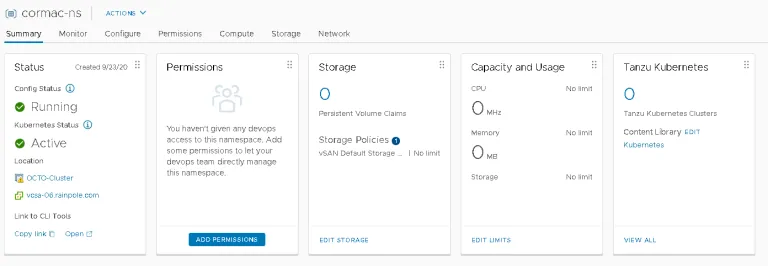 cormac-ns ACTIONS
Summary Monitor Configure Permissions Compute Storage Network
Status Created 9/23/20
Config Status
Running
Kubernetes Status
Active
Location
OCTO-Cluster
vcsa-06.rainpole.com
Link to CLI Tools
Copy link Open
Permissions
You haven't given any devops
access to this namespace. Add
some permissions to let your
devops team directly manage
this namespace.
ADD PERMISSIONS
Storage
0
Persistent Volume Claims
Storage Policies 1
vSAN Default Storage ... | No limit
EDIT STORAGE
Capacity and Usage
CPU No limit
0 MHz
Memory No limit
0 MB
Storage No limit
EDIT LIMITS
Tanzu Kubernetes
0
Tanzu Kubernetes Clusters
Content Library EDIT
Kubernetes
VIEW ALL